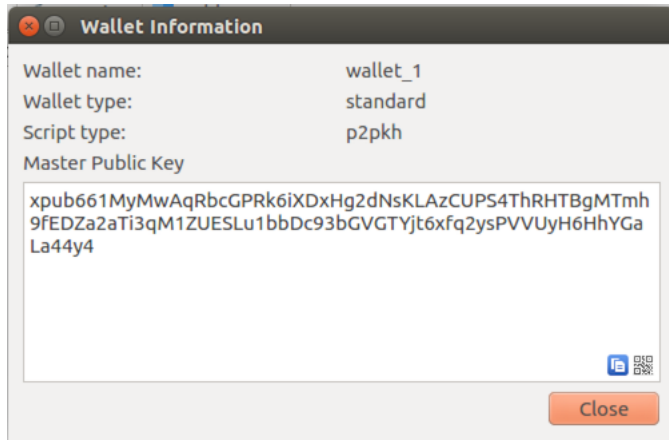 Wallet Information
Wallet name: wallet_1
Wallet type: standard
Script type: p2pkh
Master Public Key
xpub661MyMwAqRbcGPRk6iXDxHg2dNsKLAzCUPS4ThRHTBgMTmh
9fEDZa2aTi3qM1ZUESLu1bbDc93bGVGTYjt6xfq2ysPVVUyH6HhYGa
La44y4
Close